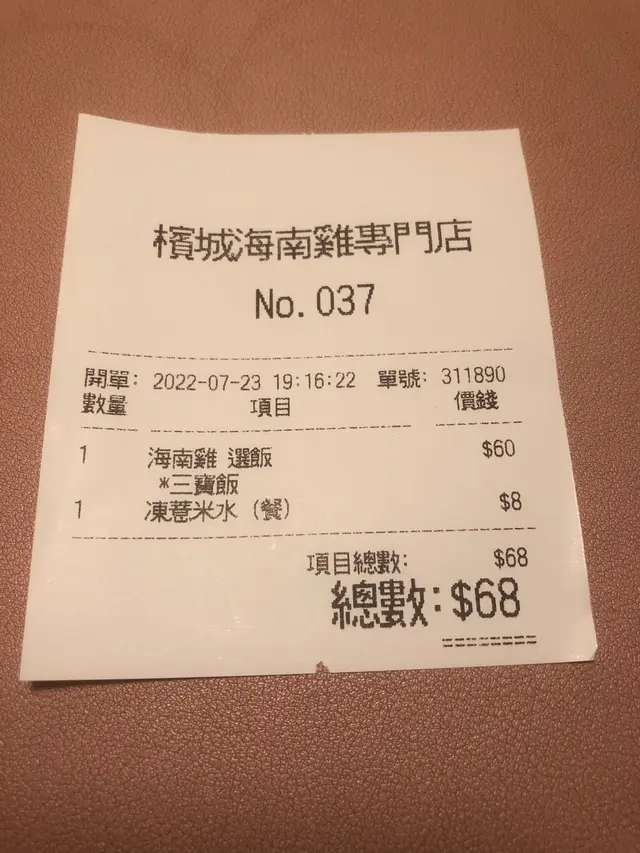 檳城海南雞專門店
No. 037
開單: 2022-07-23 19:16:22 單號: 311890
數量 項目 價錢
1 海南雞 選飯 $60
*三寶飯
1 凍薏米水 (餐) $8
項目總數: $68
總數: $68